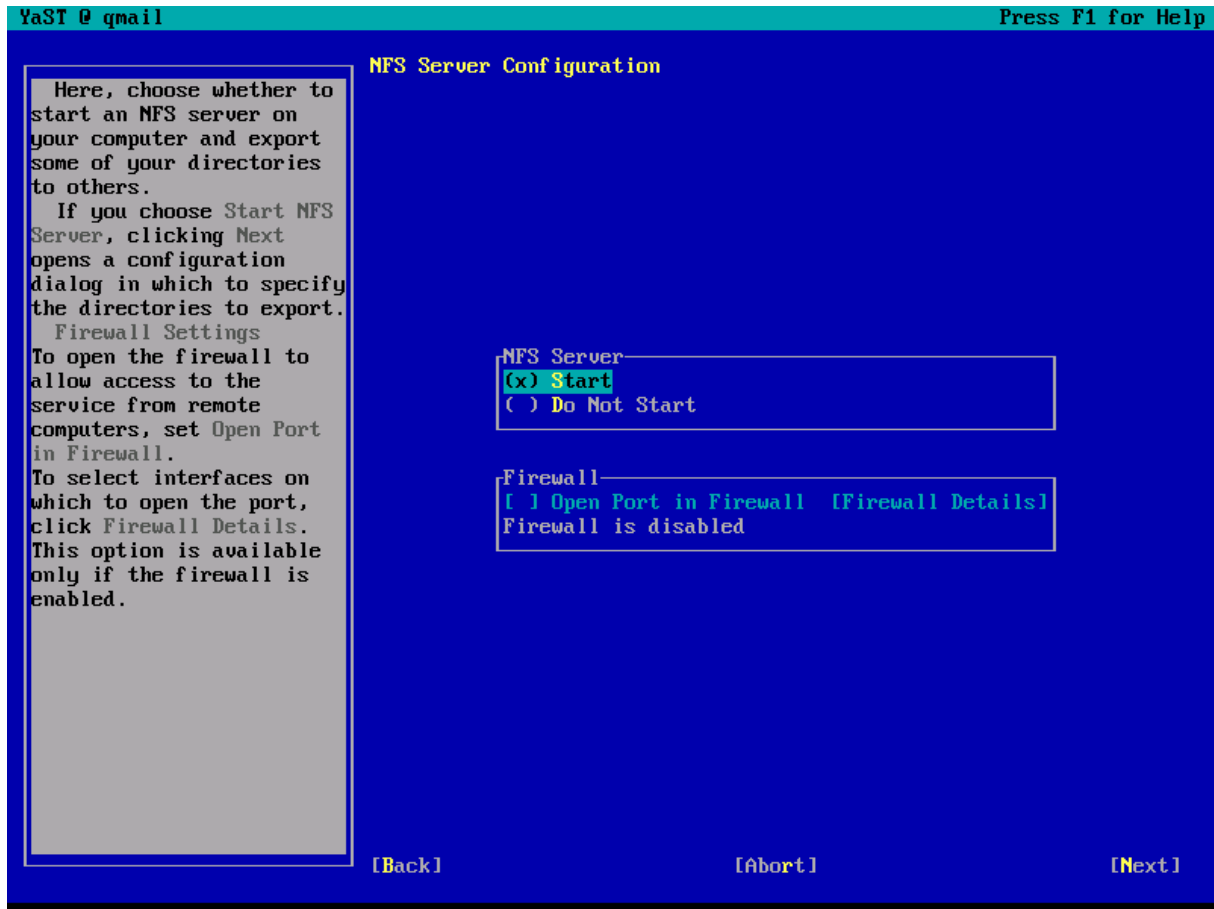 YaST @ qmail
Press F1 for Help
Here, choose whether to
start an NFS server on
your computer and export
some of your directories
to others.
If you choose Start NFS
Server, clicking Next
opens a configuration
dialog in which to specify
the directories to export.
Firewall Settings
To open the firewall to
allow access to the
service from remote
computers, set Open Port
in Firewall.
To select interfaces on
which to open the port,
click Firewall Details.
This option is available
only if the firewall is
enabled.
NFS Server Configuration
NFS Server
(x) Start
( ) Do Not Start
Firewall
[ ] Open Port in Firewall [Firewall Details]
Firewall is disabled
[Back] [Abort] [Next]